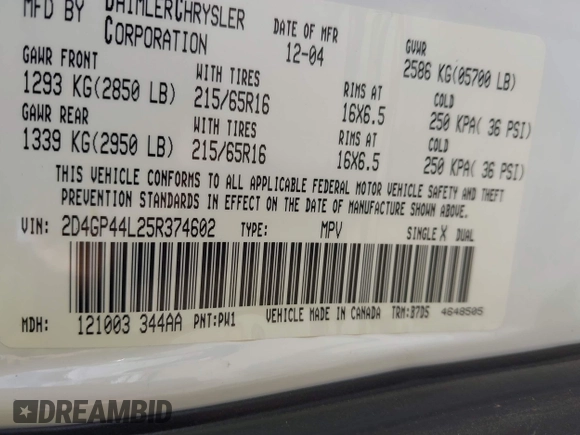 MFD BY DAIMLERCHRYSLER CORPORATION
DATE OF MFR 12-04
GVWR 2586 KG(05700 LB)
GAWR FRONT 1293 KG(2850 LB) WITH TIRES 215/65R16 RIMS AT 16X6.5 COLD 250 KPA( 36 PSI)
GAWR REAR 1339 KG(2950 LB) WITH TIRES 215/65R16 RIMS AT 16X6.5 COLD 250 KPA( 36 PSI)
THIS VEHICLE CONFORMS TO ALL APPLICABLE FEDERAL MOTOR VEHICLE SAFETY AND THEFT
PREVENTION STANDARDS IN EFFECT ON THE DATE OF MANUFACTURE SHOWN ABOVE.
VIN: 2D4GP44L25R374602 TYPE: MPV SINGLE X DUAL
MDH: 121003 344AA PNT:PW1 VEHICLE MADE IN CANADA TRM:B7D5 4648505
DREAMBID